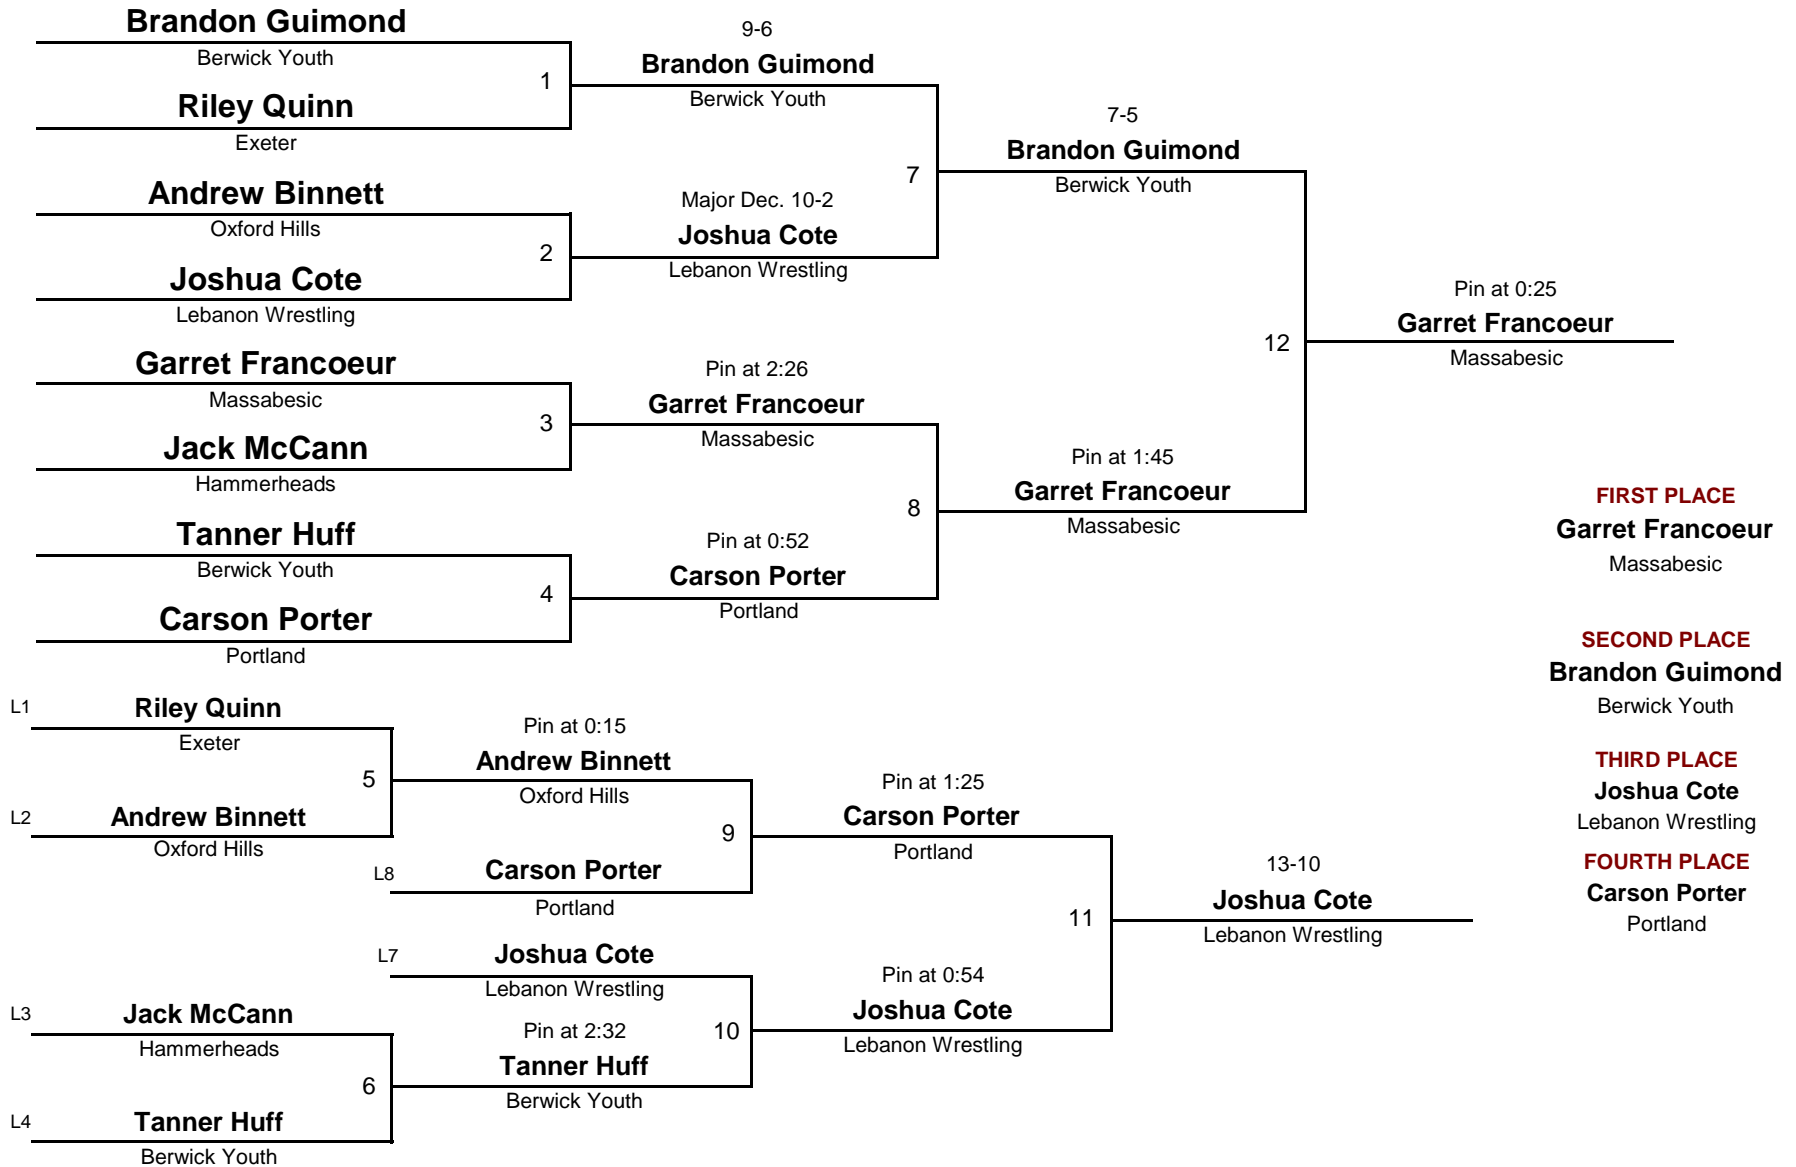 Brandon Guimond
Berwick Youth
1
Riley Quinn
Exeter
9-6
Brandon Guimond
Berwick Youth
Andrew Binnett
Oxford Hills
2
Joshua Cote
Lebanon Wrestling
Major Dec. 10-2
Joshua Cote
Lebanon Wrestling
7
7-5
Brandon Guimond
Berwick Youth
Garret Francoeur
Massabesic
3
Jack McCann
Hammerheads
Pin at 2:26
Garret Francoeur
Massabesic
Tanner Huff
Berwick Youth
4
Carson Porter
Portland
Pin at 0:52
Carson Porter
Portland
8
Pin at 1:45
Garret Francoeur
Massabesic
12
Pin at 0:25
Garret Francoeur
Massabesic
L1
Riley Quinn
Exeter
5
L2
Andrew Binnett
Oxford Hills
Pin at 0:15
Andrew Binnett
Oxford Hills
9
L8
Carson Porter
Portland
Pin at 1:25
Carson Porter
Portland
L7
Joshua Cote
Lebanon Wrestling
10
L3
Jack McCann
Hammerheads
6
L4
Tanner Huff
Berwick Youth
Pin at 2:32
Tanner Huff
Berwick Youth
Pin at 0:54
Joshua Cote
Lebanon Wrestling
11
13-10
Joshua Cote
Lebanon Wrestling
FIRST PLACE
Garret Francoeur
Massabesic
SECOND PLACE
Brandon Guimond
Berwick Youth
THIRD PLACE
Joshua Cote
Lebanon Wrestling
FOURTH PLACE
Carson Porter
Portland